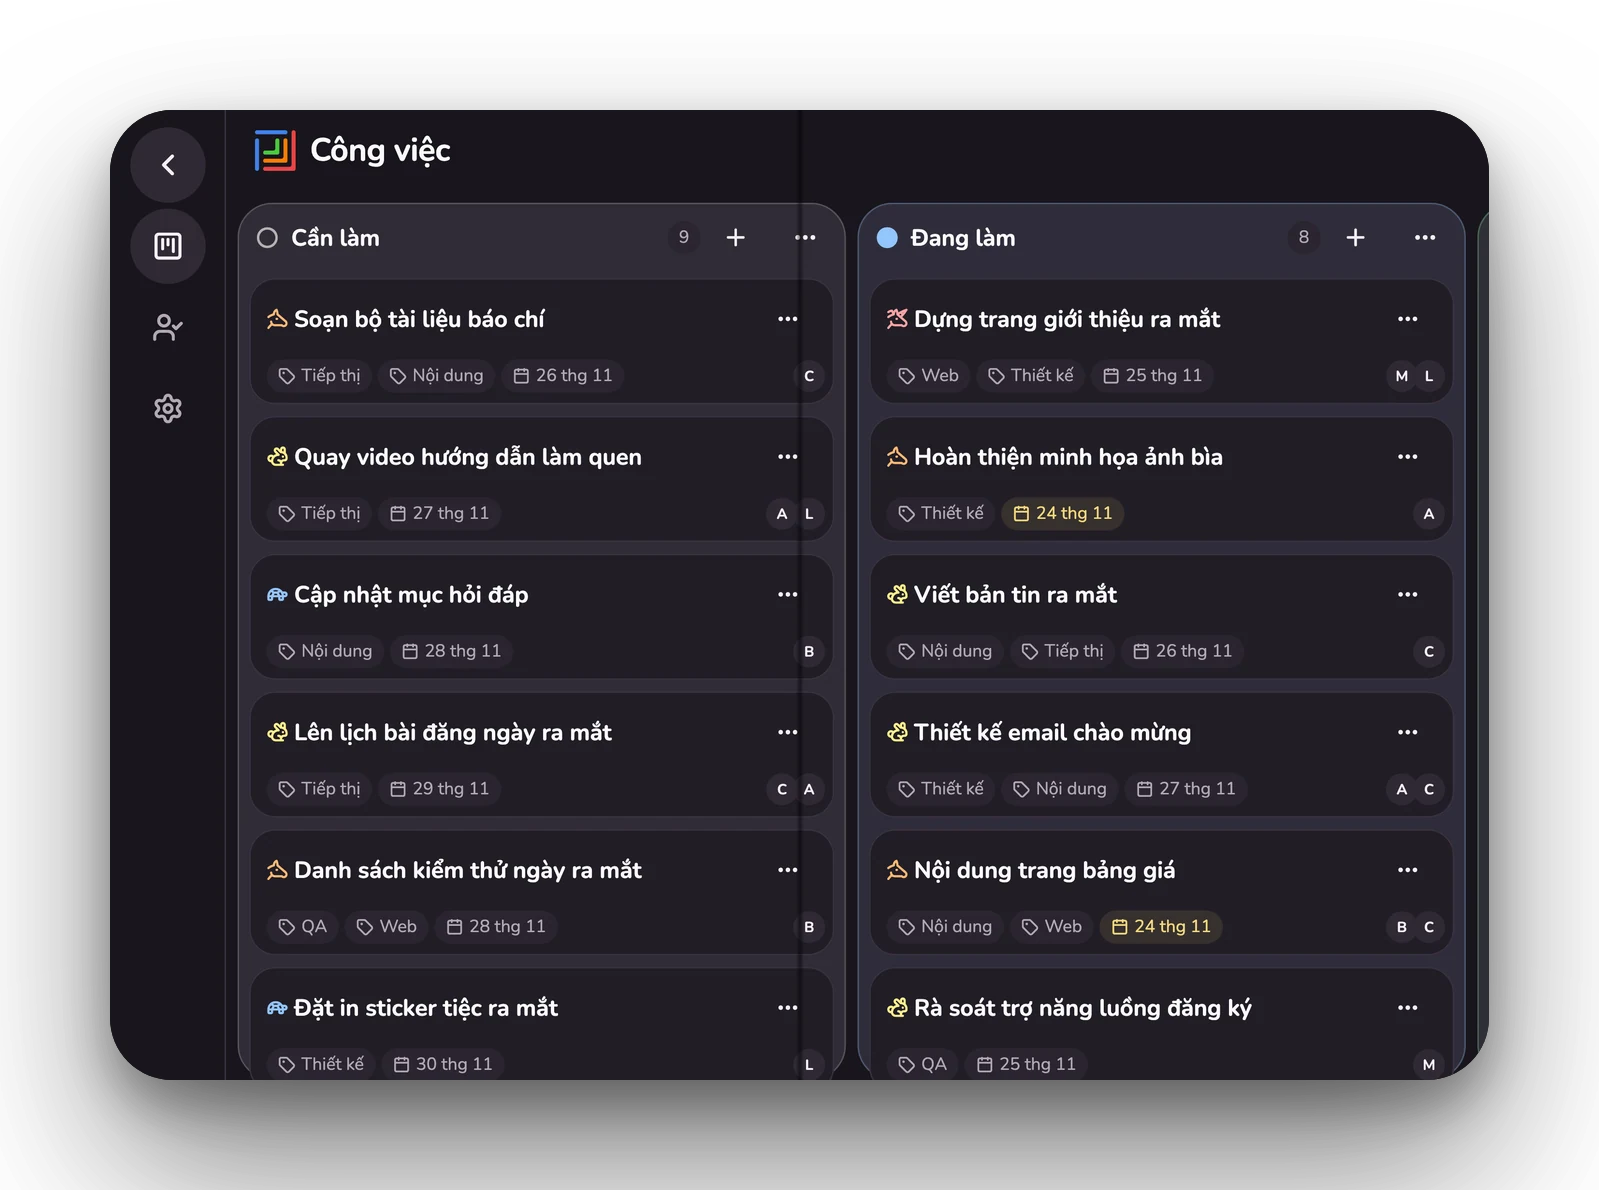 Công việc
Cần làm 9
Soạn bộ tài liệu báo chí
Tiếp thị Nội dung 26 thg 11 C
Quay video hướng dẫn làm quen
Tiếp thị 27 thg 11 A L
Cập nhật mục hỏi đáp
Nội dung 28 thg 11 B
Lên lịch bài đăng ngày ra mắt
Tiếp thị 29 thg 11 C A
Danh sách kiểm thử ngày ra mắt
QA Web 28 thg 11 B
Đặt in sticker tiệc ra mắt
Thiết kế 30 thg 11 L
Đang làm 8
Dựng trang giới thiệu ra mắt
Web Thiết kế 25 thg 11 M L
Hoàn thiện minh họa ảnh bìa
Thiết kế 24 thg 11 A
Viết bản tin ra mắt
Nội dung Tiếp thị 26 thg 11 C
Thiết kế email chào mừng
Thiết kế Nội dung 27 thg 11 A C
Nội dung trang bảng giá
Nội dung Web 24 thg 11 B C
Rà soát trợ năng luồng đăng ký
QA 25 thg 11 M